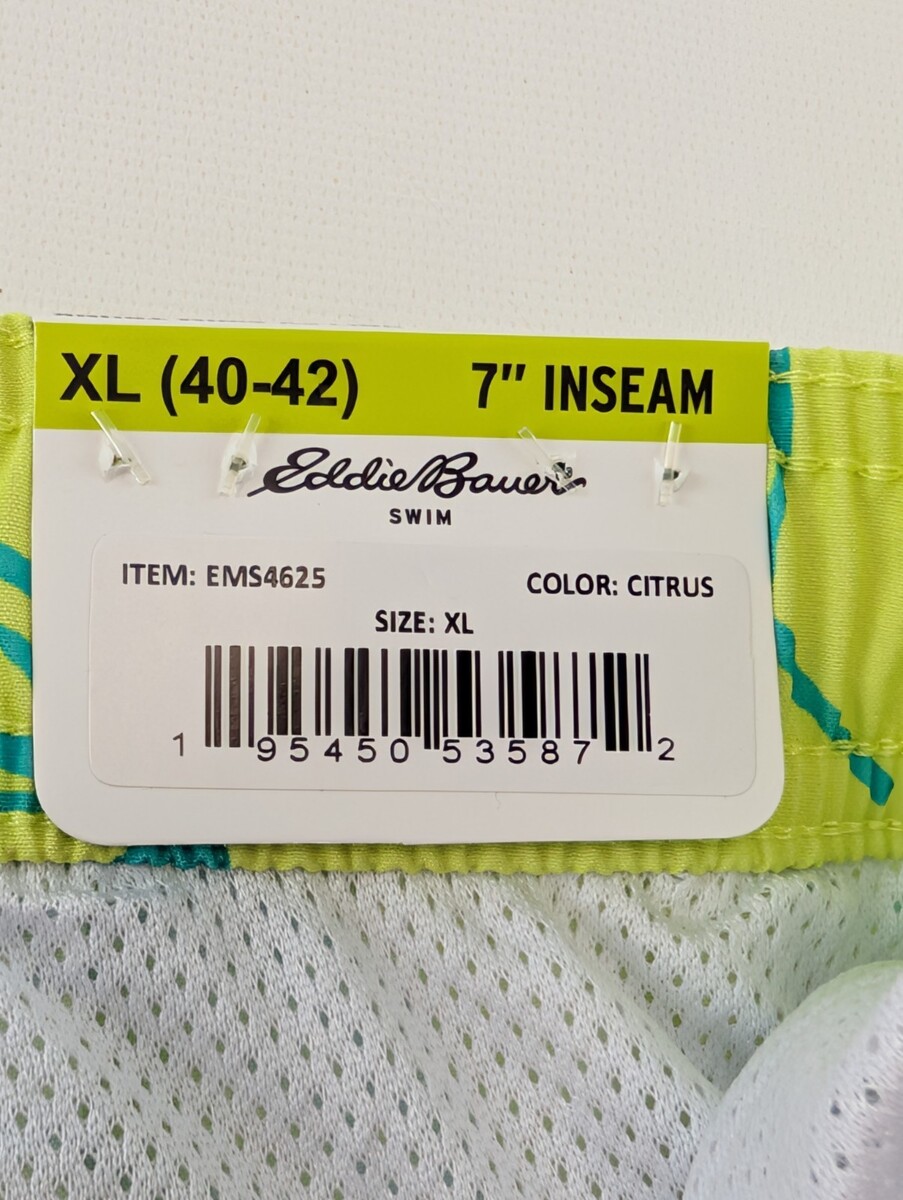 XL (40-42) 7" INSEAM
Eddie Bauer
SWIM
ITEM: EMS4625 COLOR: CITRUS
SIZE: XL
1 95450 53587 2